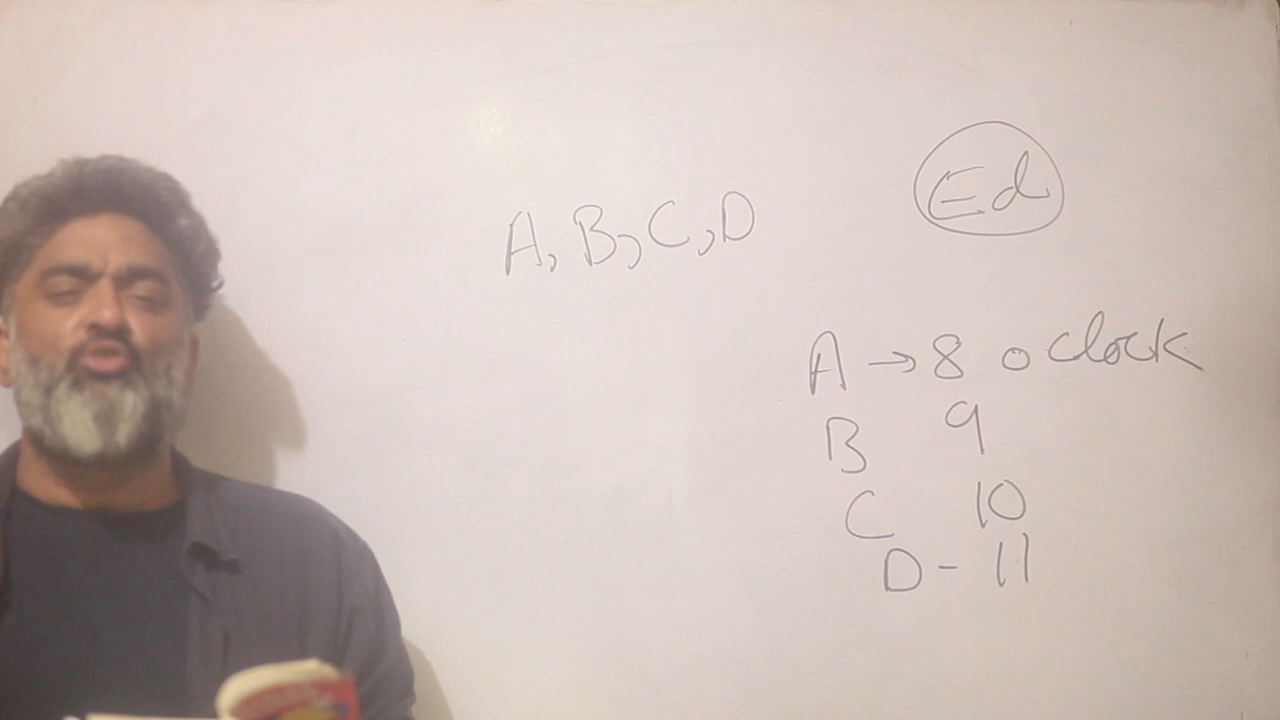 Ed
A, B, C, D
A → 8 o clock
B 9
C 10
D - 11